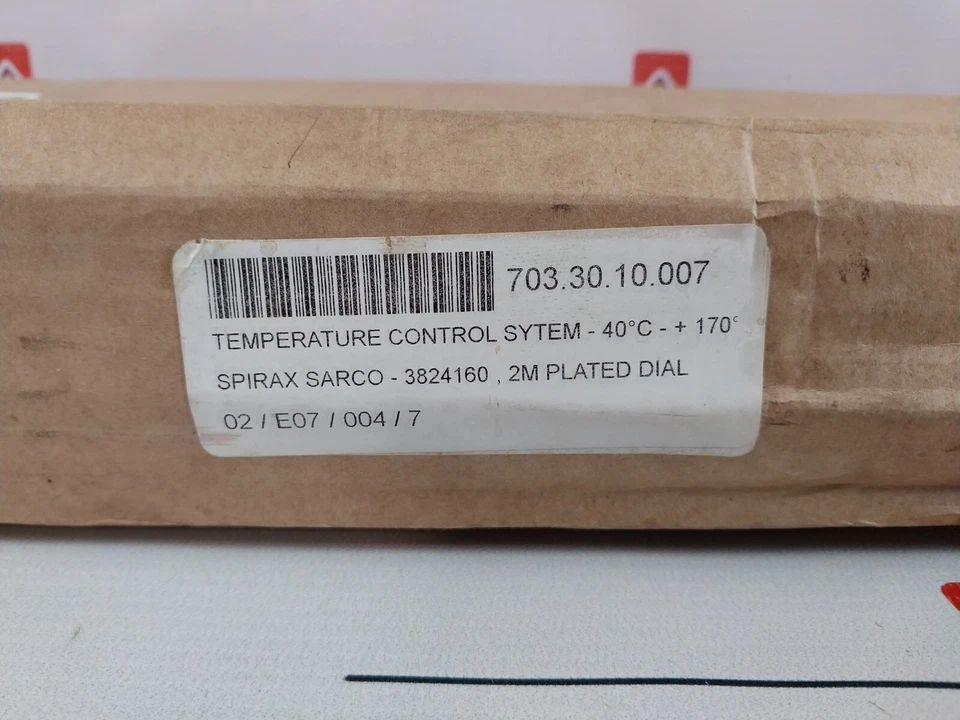 703.30.10.007
TEMPERATURE CONTROL SYTEM - 40°C - + 170°
SPIRAX SARCO - 3824160 , 2M PLATED DIAL
02 / E07 / 004 / 7